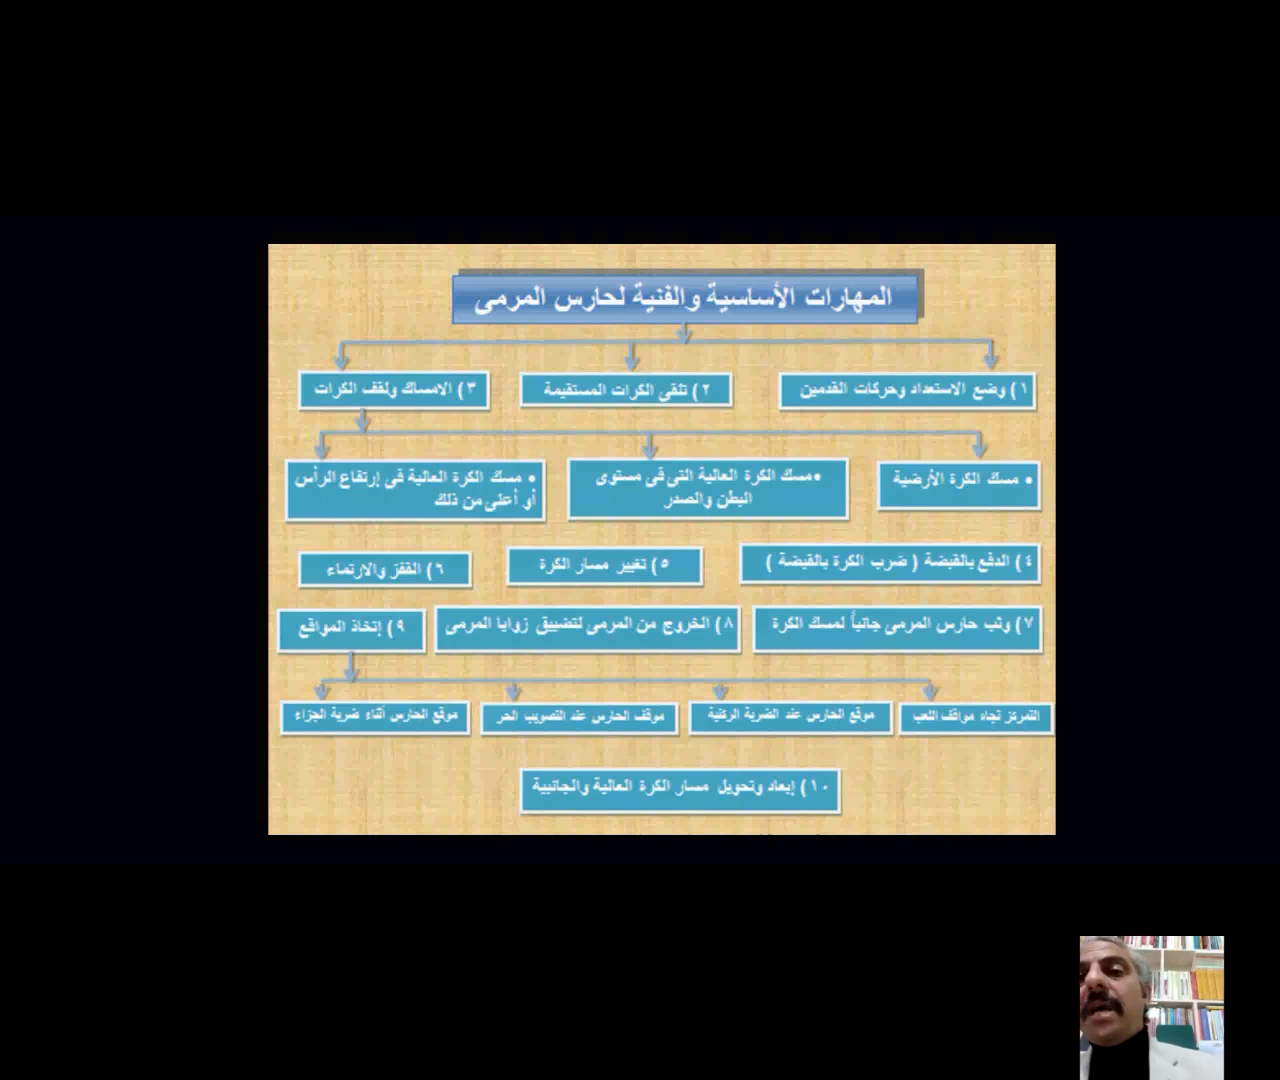 المهارات الأساسية والفنية لحارس المرمى
١) وضع الاستعداد وحركات القدمين
٢) تلقى الكرات المستقيمة
٣) الامساك ولقف الكرات
• مسك الكرة الأرضية
•مسك الكرة العالية التى فى مستوى
البطن والصدر
• مسك الكرة العالية فى إرتفاع الرأس
أو أعلى من ذلك
٤) الدفع بالقبضة ( ضرب الكرة بالقبضة )
٥) تغيير مسار الكرة
٦) القفز والارتماء
٧) وثب حارس المرمى جانباً لمسك الكرة
٨) الخروج من المرمى لتضييق زوايا المرمى
٩) إتخاذ المواقع
التمركز تجاه مواقف اللعب
موقع الحارس عند الضربة الركنية
موقف الحارس عند التصويب الحر
موقع الحارس أثناء ضربة الجزاء
١٠) إبعاد وتحويل مسار الكرة العالية والجانبية